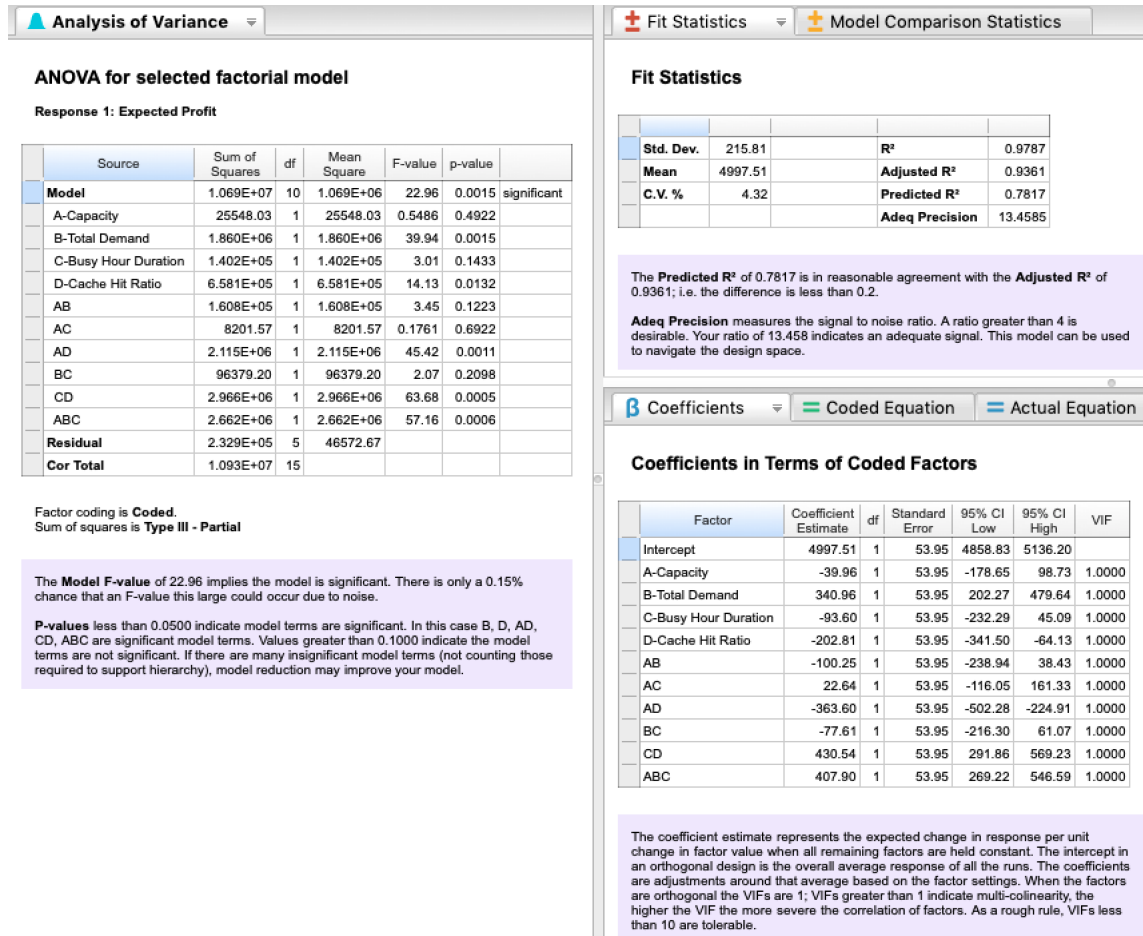 Analysis of Variance
ANOVA for selected factorial model
Response 1: Expected Profit
Source Sum of Squares df Mean Square F-value p-value
Model 1.069E+07 10 1.069E+06 22.96 0.0015 significant
A-Capacity 25548.03 1 25548.03 0.5486 0.4922
B-Total Demand 1.860E+06 1 1.860E+06 39.94 0.0015
C-Busy Hour Duration 1.402E+05 1 1.402E+05 3.01 0.1433
D-Cache Hit Ratio 6.581E+05 1 6.581E+05 14.13 0.0132
AB 1.608E+05 1 1.608E+05 3.45 0.1223
AC 8201.57 1 8201.57 0.1761 0.6922
AD 2.115E+06 1 2.115E+06 45.42 0.0011
BC 96379.20 1 96379.20 2.07 0.2098
CD 2.966E+06 1 2.966E+06 63.68 0.0005
ABC 2.662E+06 1 2.662E+06 57.16 0.0006
Residual 2.329E+05 5 46572.67
Cor Total 1.093E+07 15
Factor coding is Coded.
Sum of squares is Type III - Partial
The Model F-value of 22.96 implies the model is significant. There is only a 0.15%
chance that an F-value this large could occur due to noise.
P-values less than 0.0500 indicate model terms are significant. In this case B, D, AD,
CD, ABC are significant model terms. Values greater than 0.1000 indicate the model
terms are not significant. If there are many insignificant model terms (not counting those
required to support hierarchy), model reduction may improve your model.
Fit Statistics Model Comparison Statistics
Fit Statistics
Std. Dev. 215.81 R² 0.9787
Mean 4997.51 Adjusted R² 0.9361
C.V. % 4.32 Predicted R² 0.7817
Adeq Precision 13.4585
The Predicted R² of 0.7817 is in reasonable agreement with the Adjusted R² of
0.9361; i.e. the difference is less than 0.2.
Adeq Precision measures the signal to noise ratio. A ratio greater than 4 is
desirable. Your ratio of 13.458 indicates an adequate signal. This model can be used
to navigate the design space.
β Coefficients = Coded Equation = Actual Equation
Coefficients in Terms of Coded Factors
Factor Coefficient Estimate df Standard Error 95% CI Low 95% CI High VIF
Intercept 4997.51 1 53.95 4858.83 5136.20
A-Capacity -39.96 1 53.95 -178.65 98.73 1.0000
B-Total Demand 340.96 1 53.95 202.27 479.64 1.0000
C-Busy Hour Duration -93.60 1 53.95 -232.29 45.09 1.0000
D-Cache Hit Ratio -202.81 1 53.95 -341.50 -64.13 1.0000
AB -100.25 1 53.95 -238.94 38.43 1.0000
AC 22.64 1 53.95 -116.05 161.33 1.0000
AD -363.60 1 53.95 -502.28 -224.91 1.0000
BC -77.61 1 53.95 -216.30 61.07 1.0000
CD 430.54 1 53.95 291.86 569.23 1.0000
ABC 407.90 1 53.95 269.22 546.59 1.0000
The coefficient estimate represents the expected change in response per unit
change in factor value when all remaining factors are held constant. The intercept in
an orthogonal design is the overall average response of all the runs. The coefficients
are adjustments around that average based on the factor settings. When the factors
are orthogonal the VIFs are 1; VIFs greater than 1 indicate multi-colinearity, the
higher the VIF the more severe the correlation of factors. As a rough rule, VIFs less
than 10 are tolerable.